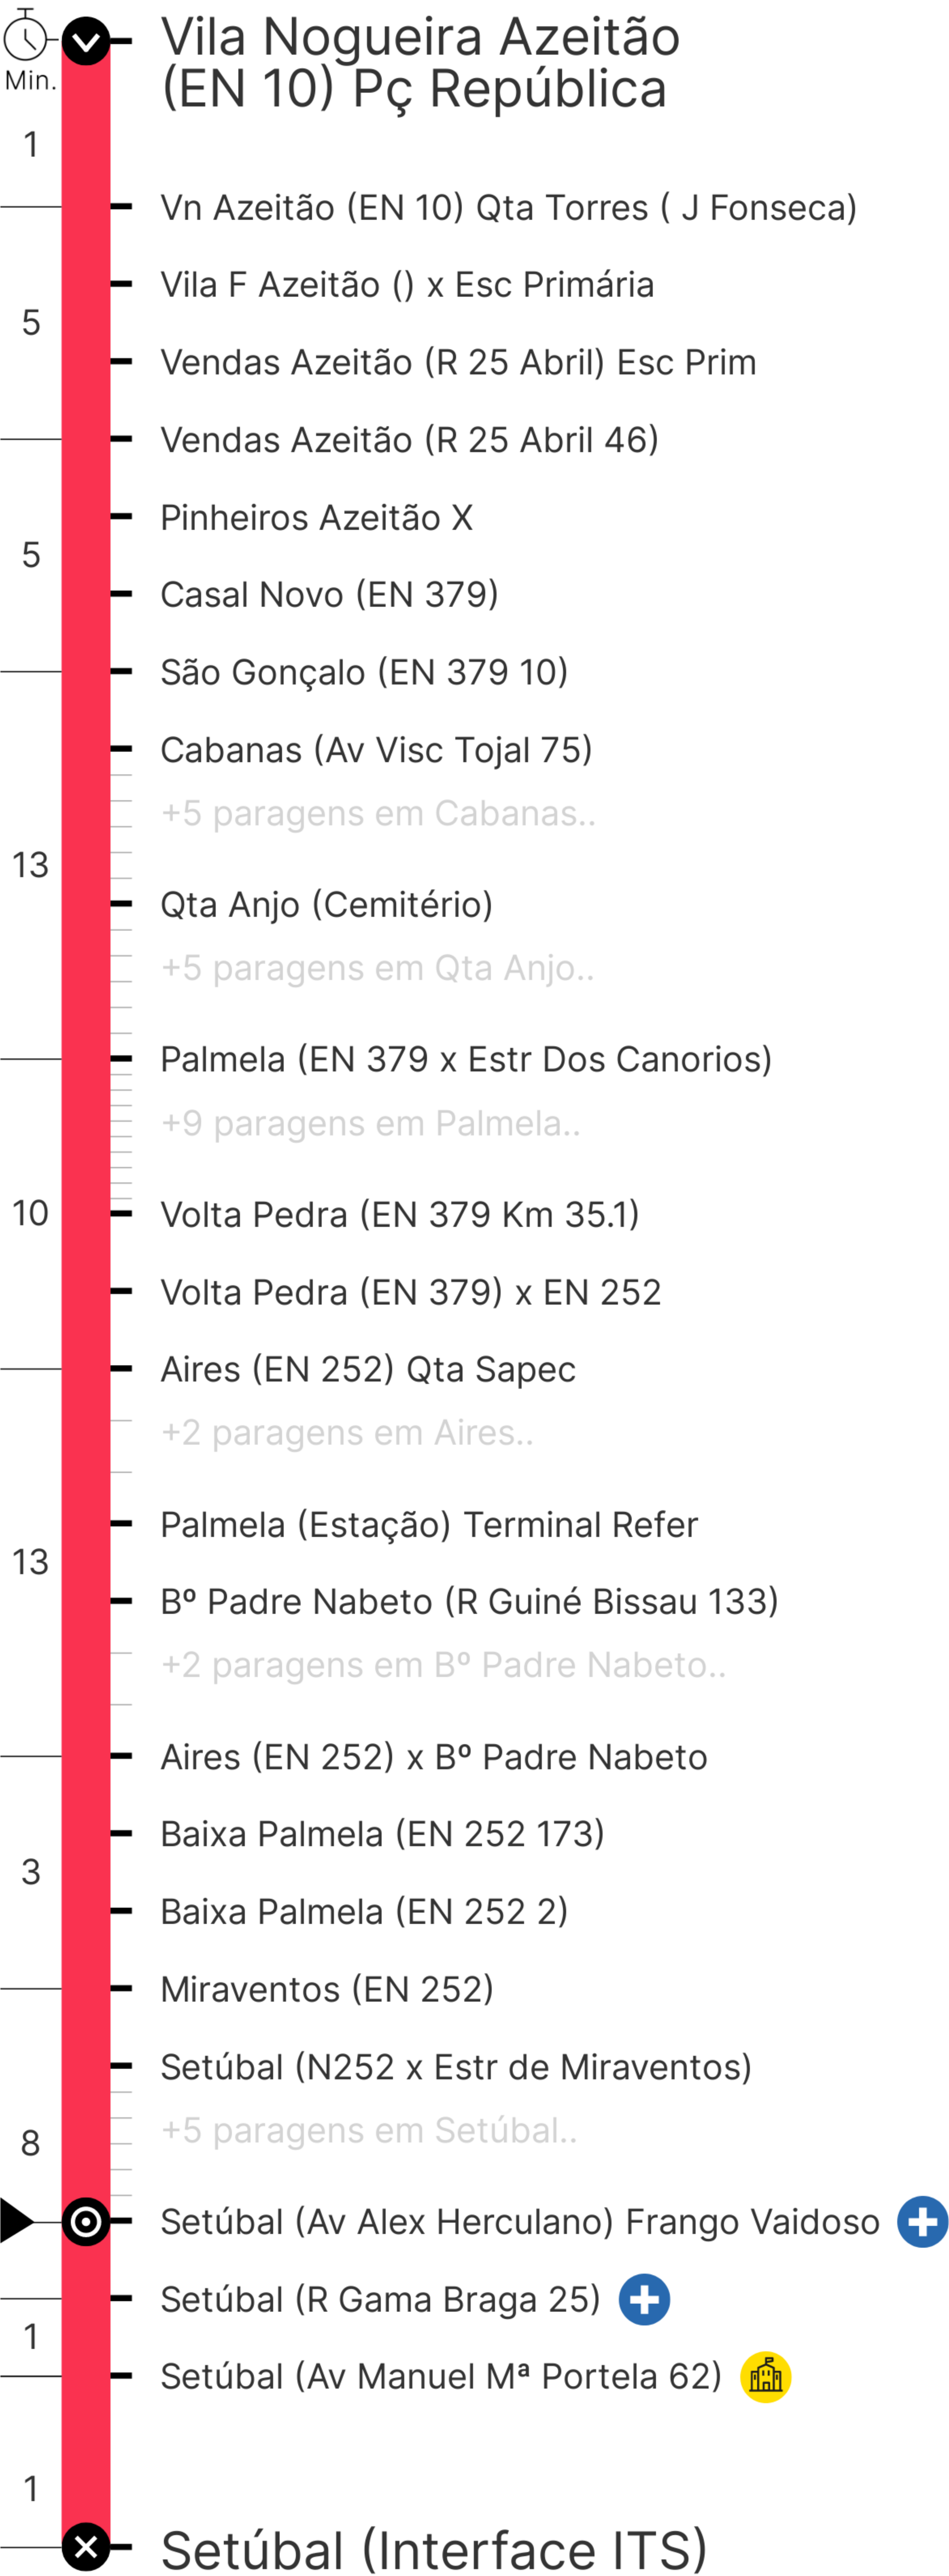 Min.
Vila Nogueira Azeitão
(EN 10) Pç República
1
Vn Azeitão (EN 10) Qta Torres ( J Fonseca)
Vila F Azeitão () x Esc Primária
5
Vendas Azeitão (R 25 Abril) Esc Prim
Vendas Azeitão (R 25 Abril 46)
Pinheiros Azeitão X
5
Casal Novo (EN 379)
São Gonçalo (EN 379 10)
Cabanas (Av Visc Tojal 75)
+5 paragens em Cabanas..
13
Qta Anjo (Cemitério)
+5 paragens em Qta Anjo..
Palmela (EN 379 x Estr Dos Canorios)
+9 paragens em Palmela..
10
Volta Pedra (EN 379 Km 35.1)
Volta Pedra (EN 379) x EN 252
Aires (EN 252) Qta Sapec
+2 paragens em Aires..
Palmela (Estação) Terminal Refer
13
Bº Padre Nabeto (R Guiné Bissau 133)
+2 paragens em Bº Padre Nabeto..
Aires (EN 252) x Bº Padre Nabeto
Baixa Palmela (EN 252 173)
3
Baixa Palmela (EN 252 2)
Miraventos (EN 252)
Setúbal (N252 x Estr de Miraventos)
+5 paragens em Setúbal..
8
Setúbal (Av Alex Herculano) Frango Vaidoso
Setúbal (R Gama Braga 25)
1
Setúbal (Av Manuel Mª Portela 62)
1
Setúbal (Interface ITS)